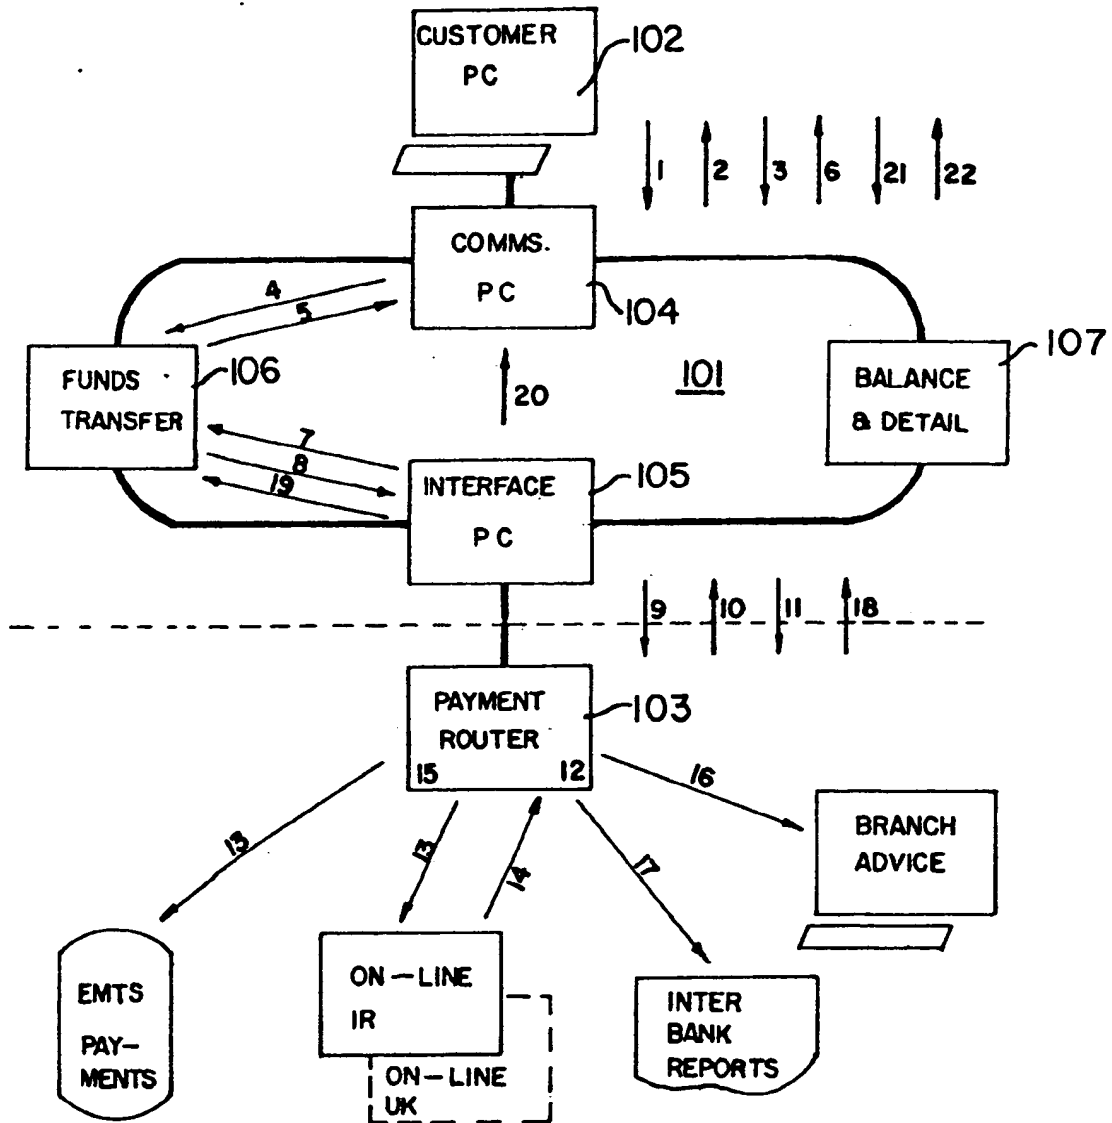 CUSTOMER
PC
102
1
2
3
6
21
22
COMMS.
PC
104
4
5
FUNDS
TRANSFER
106
101
BALANCE
& DETAIL
107
20
7
8
19
INTERFACE
PC
105
9
10
11
18
PAYMENT
ROUTER
15
12
103
13
13
14
17
16
BRANCH
ADVICE
EMTS
PAY-
MENTS
ON-LINE
IR
ON-LINE
UK
INTER
BANK
REPORTS